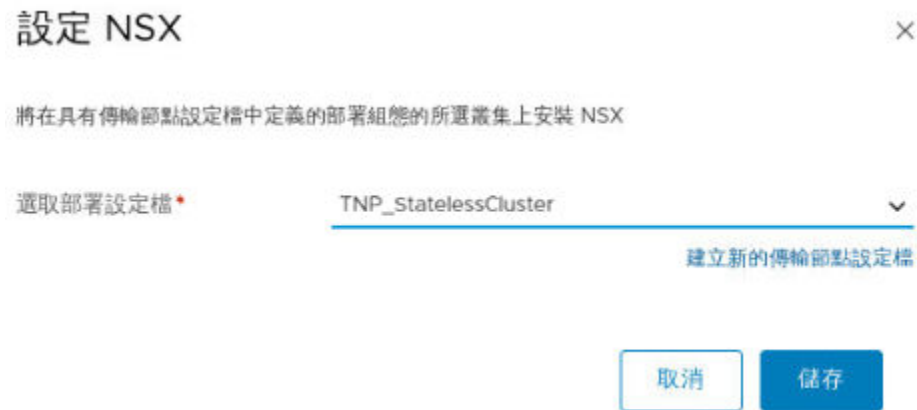 設定 NSX
將在具有傳輸節點設定檔中定義的部署組態的所選叢集上安裝 NSX
選取部署設定檔* TNP_StatelessCluster
建立新的傳輸節點設定檔
取消 儲存